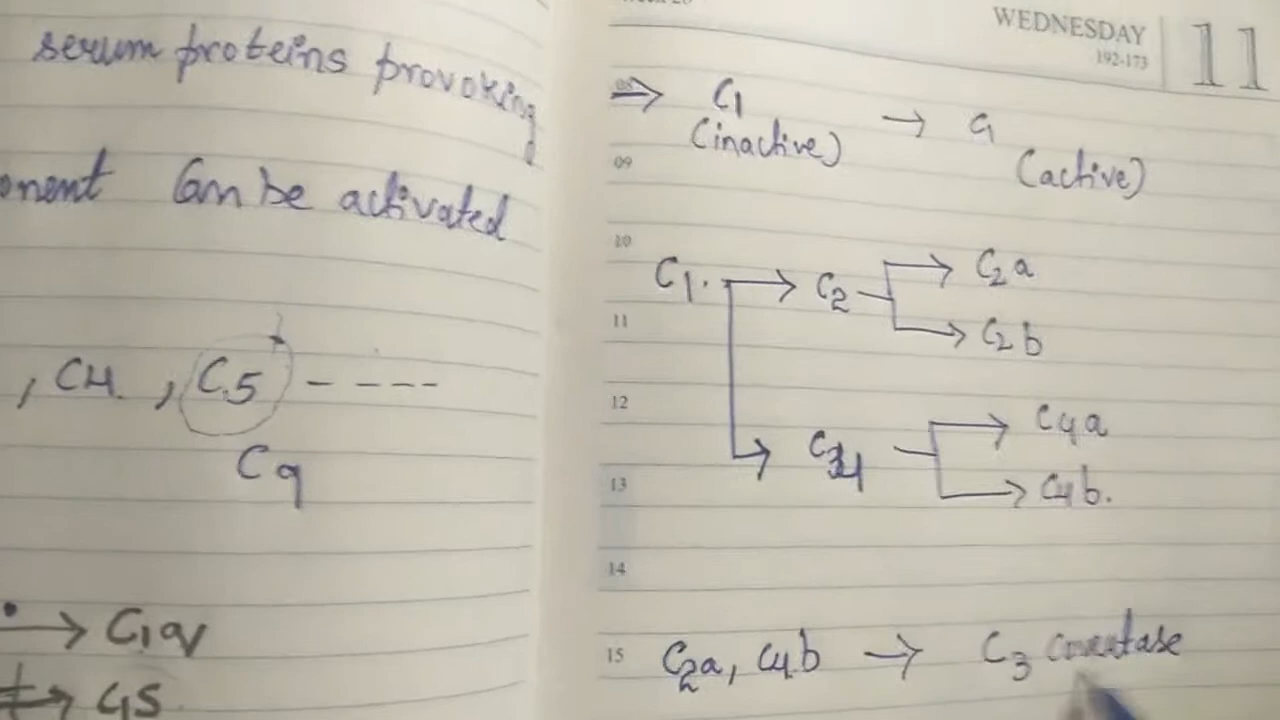 serum proteins provoking
onent Can be activated
, C4 , C5 - ----
C9
→ C1q
→ C1s
WEDNESDAY 11
192-173
08 ⇒ C1 → C1
(inactive) (active)
09
10
C1. → C2 → C2a
11 → C2b
12
→ C4 → C4a
13 → C4b.
14
15 C2a, C4b → C3 convertase